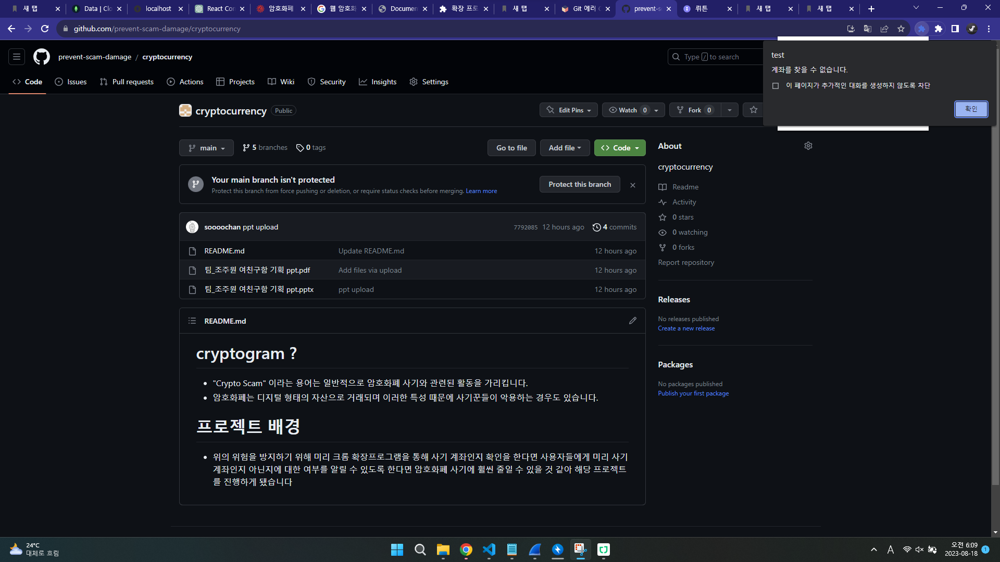 새 탭
Data | Clo
localhost
React Con
암호화폐
웹 암호화
Documen
확장 프로
새 탭
Git 에러
prevent-s
뤼튼
새 탭
새 탭
github.com/prevent-scam-damage/cryptocurrency
prevent-scam-damage / cryptocurrency
Type / to search
test
계좌를 찾을 수 없습니다.
이 페이지가 추가적인 대화를 생성하지 않도록 차단
확인
Code
Issues
Pull requests
Actions
Projects
Wiki
Security
Insights
Settings
cryptocurrency
Public
Edit Pins
Watch 0
Fork 0
main
5 branches
0 tags
Go to file
Add file
Code
Your main branch isn't protected
Protect this branch from force pushing or deletion, or require status checks before merging. Learn more
Protect this branch
soooochan ppt upload
7792085 12 hours ago
4 commits
README.md
Update README.md
12 hours ago
팀_조주원 여친구함 기획 ppt.pdf
Add files via upload
12 hours ago
팀_조주원 여친구함 기획 ppt.pptx
ppt upload
12 hours ago
README.md
cryptogram ?
"Crypto Scam" 이라는 용어는 일반적으로 암호화폐 사기와 관련된 활동을 가리킵니다.
암호화폐는 디지털 형태의 자산으로 거래되며 이러한 특성 때문에 사기꾼들이 악용하는 경우도 있습니다.
프로젝트 배경
위의 위험을 방지하기 위해 미리 크롬 확장프로그램을 통해 사기 계좌인지 확인을 한다면 사용자들에게 미리 사기
계좌인지 아닌지에 대한 여부를 알릴 수 있도록 한다면 암호화폐 사기에 훨씬 줄일 수 있을 것 같아 해당 프로젝트
를 진행하게 됐습니다
About
cryptocurrency
Readme
Activity
0 stars
0 watching
0 forks
Report repository
Releases
No releases published
Create a new release
Packages
No packages published
Publish your first package
24°C
대체로 흐림
A
오전 6:09
2023-08-18
1